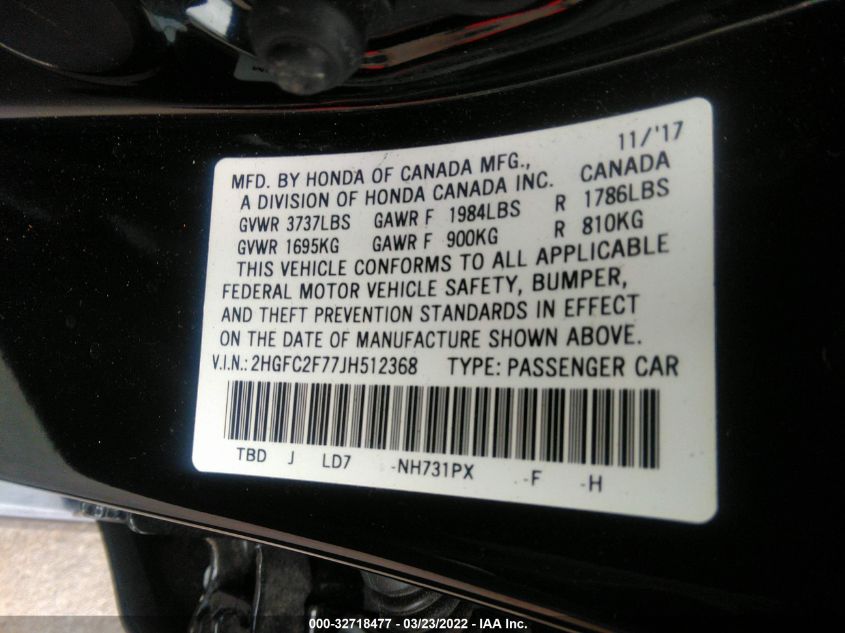 11/'17
MFD. BY HONDA OF CANADA MFG., CANADA
A DIVISION OF HONDA CANADA INC.
GVWR 3737LBS GAWR F 1984LBS R 1786LBS
GVWR 1695KG GAWR F 900KG R 810KG
THIS VEHICLE CONFORMS TO ALL APPLICABLE
FEDERAL MOTOR VEHICLE SAFETY, BUMPER,
AND THEFT PREVENTION STANDARDS IN EFFECT
ON THE DATE OF MANUFACTURE SHOWN ABOVE.
V.I.N.: 2HGFC2F77JH512368 TYPE: PASSENGER CAR
TBD J LD7 -NH731PX -F -H
000-32718477 - 03/23/2022 - IAA Inc.